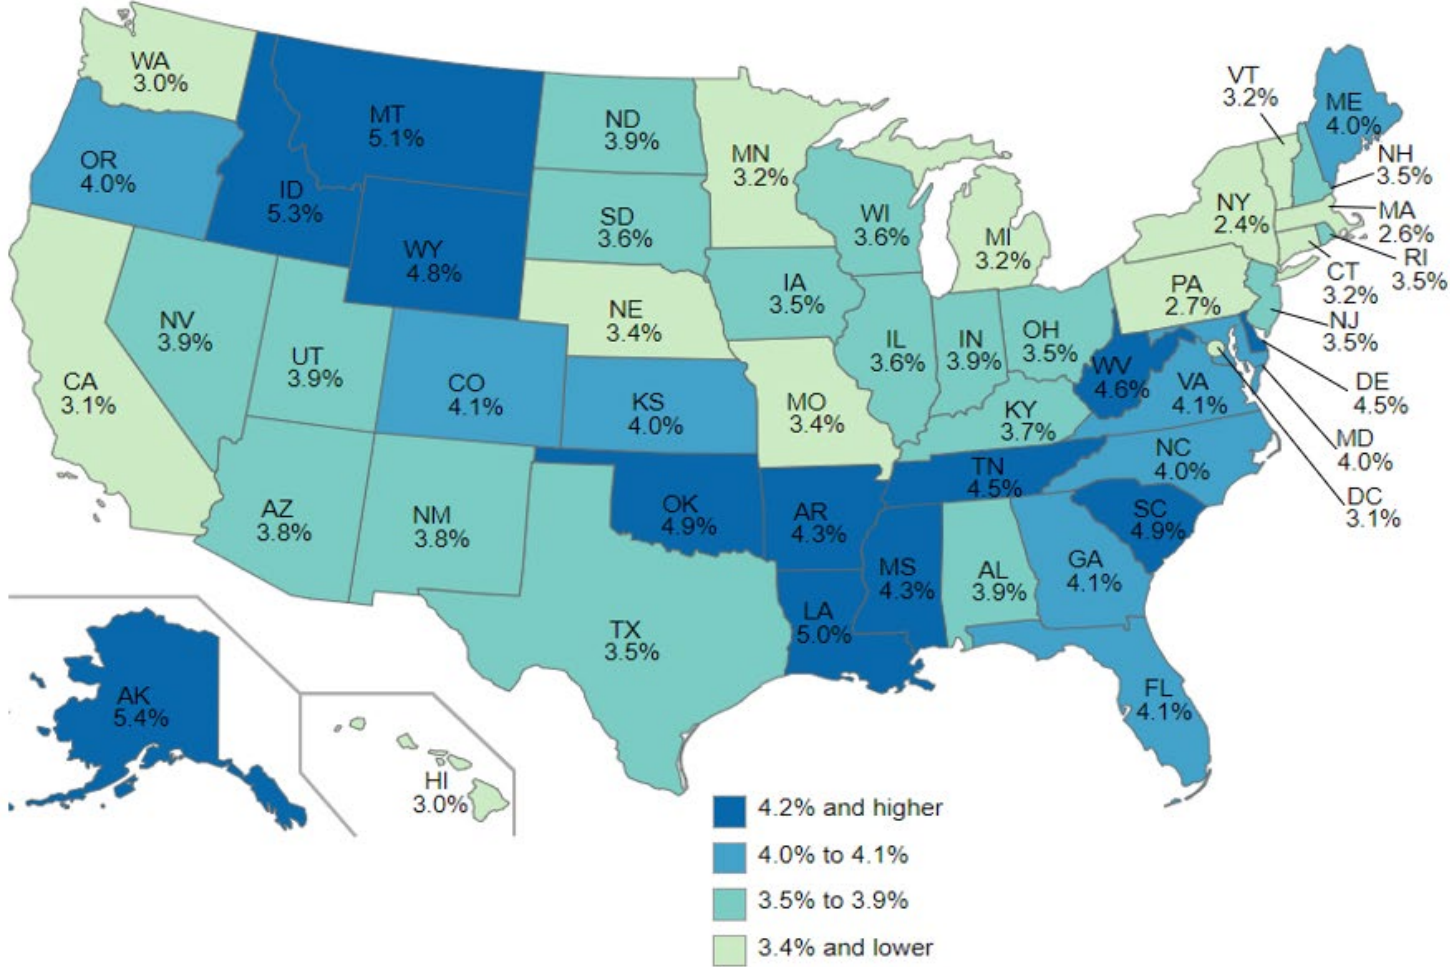 WA
3.0%
MT
5.1%
ND
3.9%
MN
3.2%
VT
3.2%
ME
4.0%
OR
4.0%
ID
5.3%
SD
3.6%
WI
3.6%
MI
3.2%
NY
2.4%
NH
3.5%
MA
2.6%
RI
3.5%
CT
3.2%
WY
4.8%
NE
3.4%
IA
3.5%
PA
2.7%
NJ
3.5%
NV
3.9%
UT
3.9%
CO
4.1%
KS
4.0%
MO
3.4%
IL
3.6%
IN
3.9%
OH
3.5%
WV
4.6%
VA
4.1%
DE
4.5%
MD
4.0%
DC
3.1%
CA
3.1%
KY
3.7%
TN
4.5%
NC
4.0%
SC
4.9%
AZ
3.8%
NM
3.8%
OK
4.9%
AR
4.3%
MS
4.3%
AL
3.9%
GA
4.1%
TX
3.5%
LA
5.0%
FL
4.1%
AK
5.4%
HI
3.0%
4.2% and higher
4.0% to 4.1%
3.5% to 3.9%
3.4% and lower